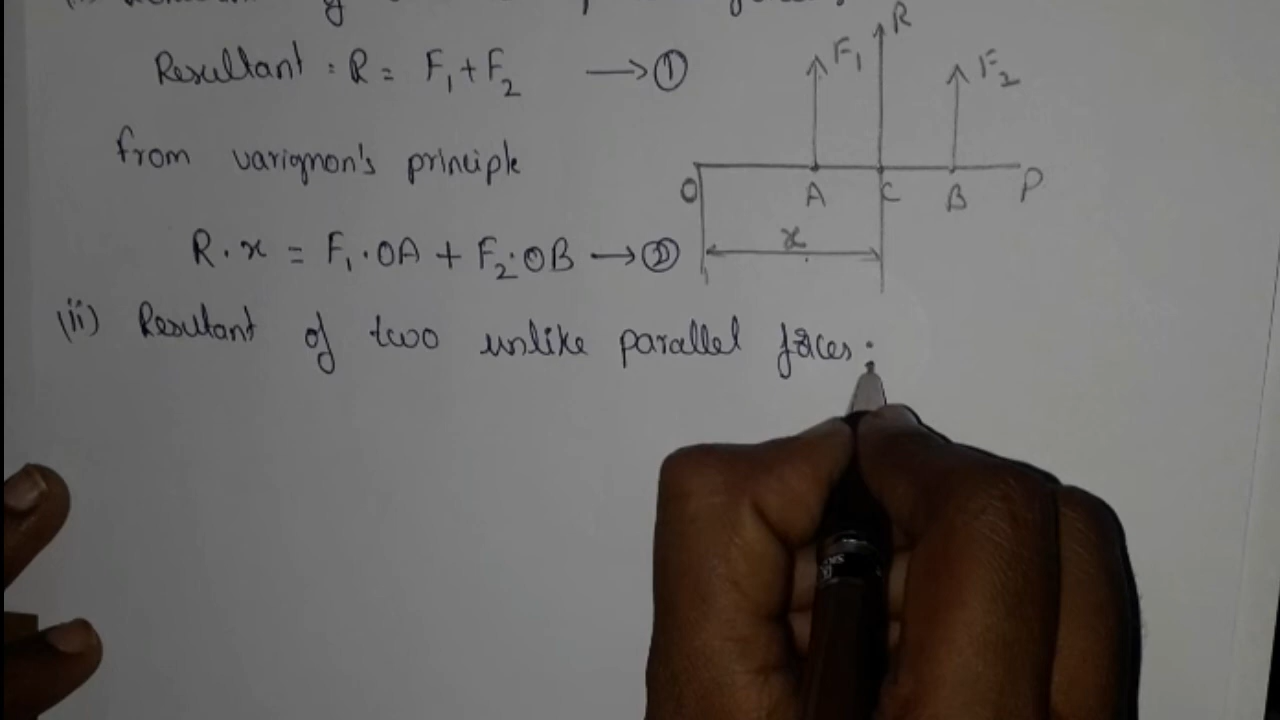 Resultant : R = F₁ + F₂ ⟶ ①
from varignon's principle
R.x = F₁.OA + F₂.OB ⟶ ②
(ii) Resutant of two unlike parallel forces :
R
F₁
F₂
O A C B P
x